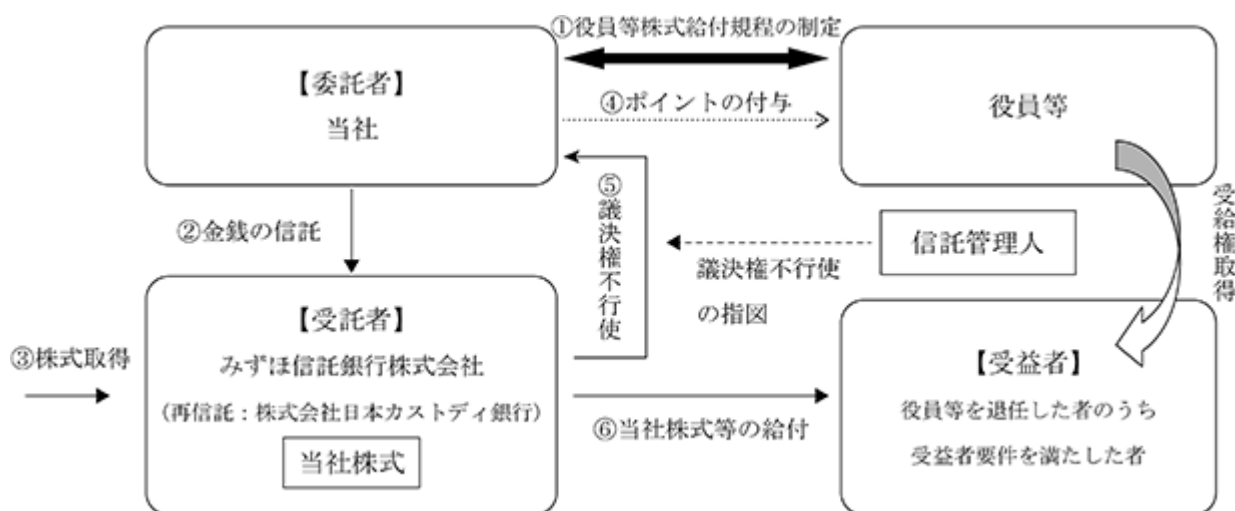 ①役員等株式給付規程の制定
【委託者】
当社
④ポイントの付与
役員等
②金銭の信託
⑤議決権不行使
議決権不行使
の指図
信託管理人
受給権取得
③株式取得
【受託者】
みずほ信託銀行株式会社
(再信託:株式会社日本カストディ銀行)
当社株式
⑥当社株式等の給付
【受益者】
役員等を退任した者のうち
受益者要件を満たした者